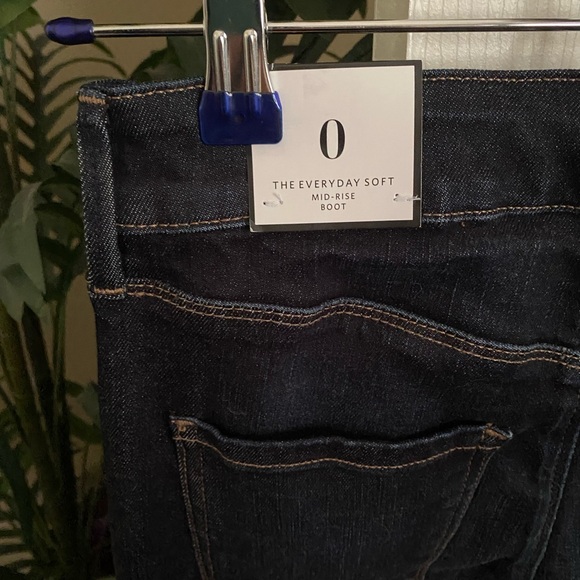 0
THE EVERYDAY SOFT
MID-RISE
BOOT